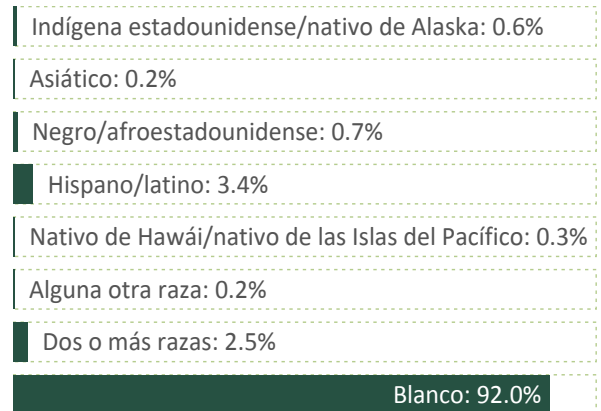 Indígena estadounidense/nativo de Alaska: 0.6%
Asiático: 0.2%
Negro/afroestadounidense: 0.7%
Hispano/latino: 3.4%
Nativo de Hawái/nativo de las Islas del Pacífico: 0.3%
Alguna otra raza: 0.2%
Dos o más razas: 2.5%
Blanco: 92.0%